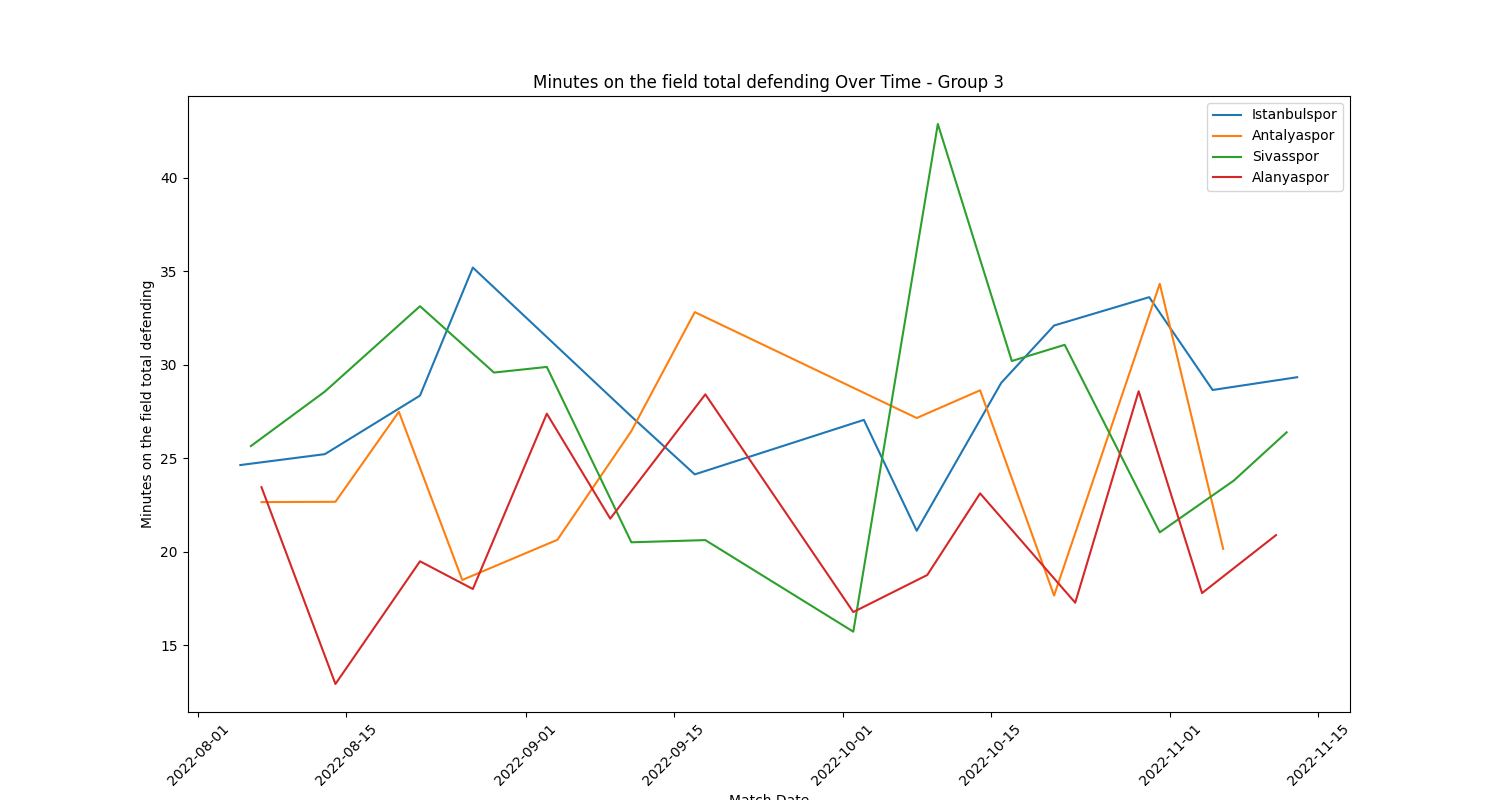 Minutes on the field total defending Over Time - Group 3
Istanbulspor
Antalyaspor
Sivasspor
Alanyaspor
Minutes on the field total defending
40
35
30
25
20
15
2022-08-01
2022-08-15
2022-09-01
2022-09-15
2022-10-01
2022-10-15
2022-11-01
2022-11-15
Match Date